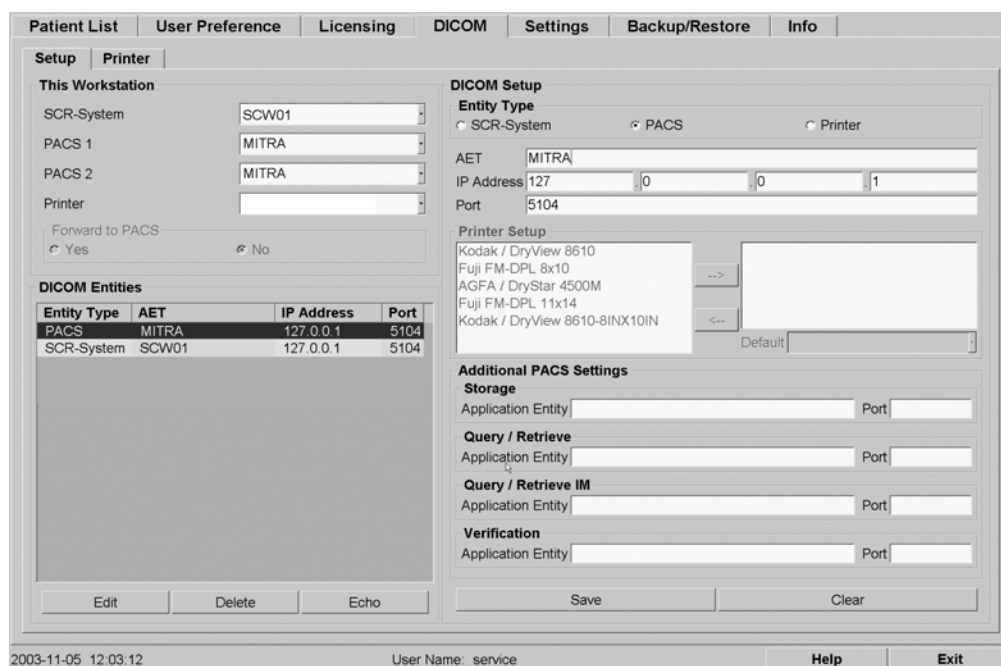 Patient List User Preference Licensing DICOM Settings Backup/Restore Info
Setup Printer
This Workstation
SCR-System SCW01
PACS 1 MITRA
PACS 2 MITRA
Printer
Forward to PACS
Yes No
DICOM Entities
Entity Type AET IP Address Port
PACS MITRA 127.0.0.1 5104
SCR-System SCW01 127.0.0.1 5104
Edit Delete Echo
DICOM Setup
Entity Type
SCR-System PACS Printer
AET MITRA
IP Address 127 . 0 . 0 . 1
Port 5104
Printer Setup
Kodak / DryView 8610
Fuji FM-DPL 8x10
AGFA / DryStar 4500M
Fuji FM-DPL 11x14
Kodak / DryView 8610-8INX10IN
-->
<--
Default
Additional PACS Settings
Storage
Application Entity Port
Query / Retrieve
Application Entity Port
Query / Retrieve IM
Application Entity Port
Verification
Application Entity Port
Save Clear
2003-11-05 12:03:12 User Name: service Help Exit